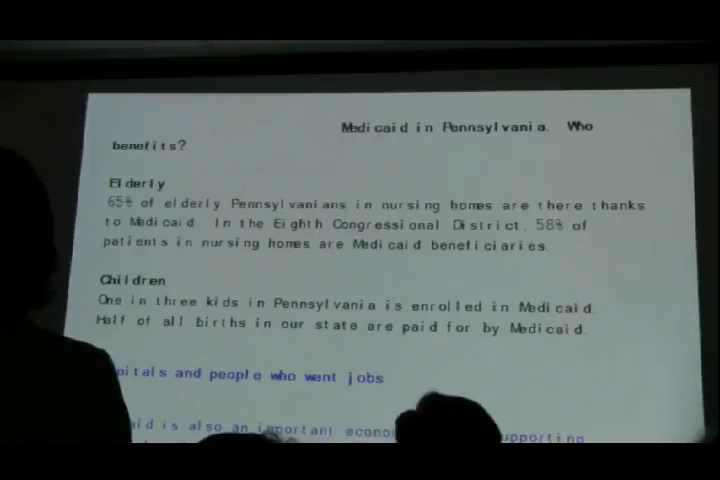 Medicaid in Pennsylvania. Who
benefits?
Elderly
65% of elderly Pennsylvanians in nursing homes are there thanks
to Medicaid. In the Eighth Congressional District, 58% of
patients in nursing homes are Medicaid beneficiaries.
Children
One in three kids in Pennsylvania is enrolled in Medicaid.
Half of all births in our state are paid for by Medicaid.
and people who want jobs
is also an important